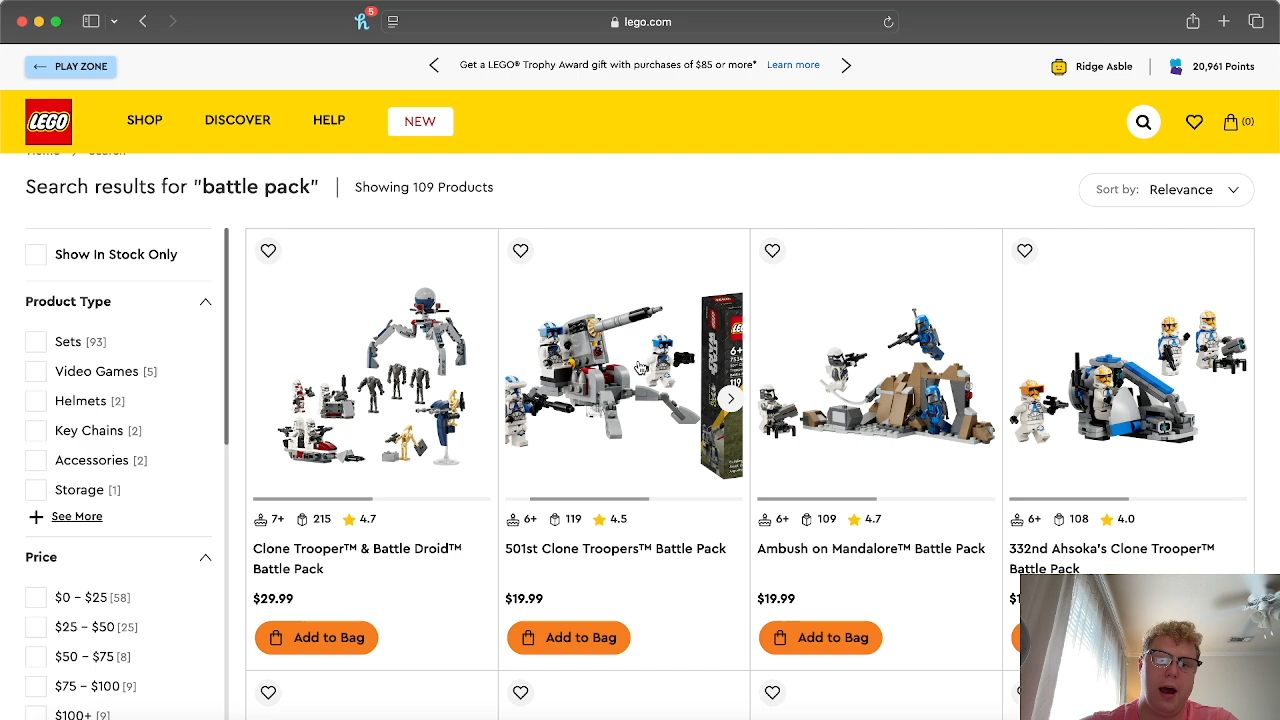 5
lego.com
PLAY ZONE
Get a LEGO® Trophy Award gift with purchases of $85 or more* Learn more
Ridge Asble
20,961 Points
LEGO
SHOP
DISCOVER
HELP
NEW
(0)
Search results for "battle pack"
Showing 109 Products
Sort by: Relevance
Show In Stock Only
Product Type
Sets [93]
Video Games [5]
Helmets [2]
Key Chains [2]
Accessories [2]
Storage [1]
See More
Price
$0 – $25 [58]
$25 – $50 [25]
$50 – $75 [8]
$75 – $100 [9]
$100+ [9]
7+ 215 4.7
Clone Trooper™ & Battle Droid™
Battle Pack
$29.99
Add to Bag
6+
119
6+ 119 4.5
501st Clone Troopers™ Battle Pack
$19.99
Add to Bag
6+ 109 4.7
Ambush on Mandalore™ Battle Pack
$19.99
Add to Bag
6+ 108 4.0
332nd Ahsoka's Clone Trooper™
Battle Pack